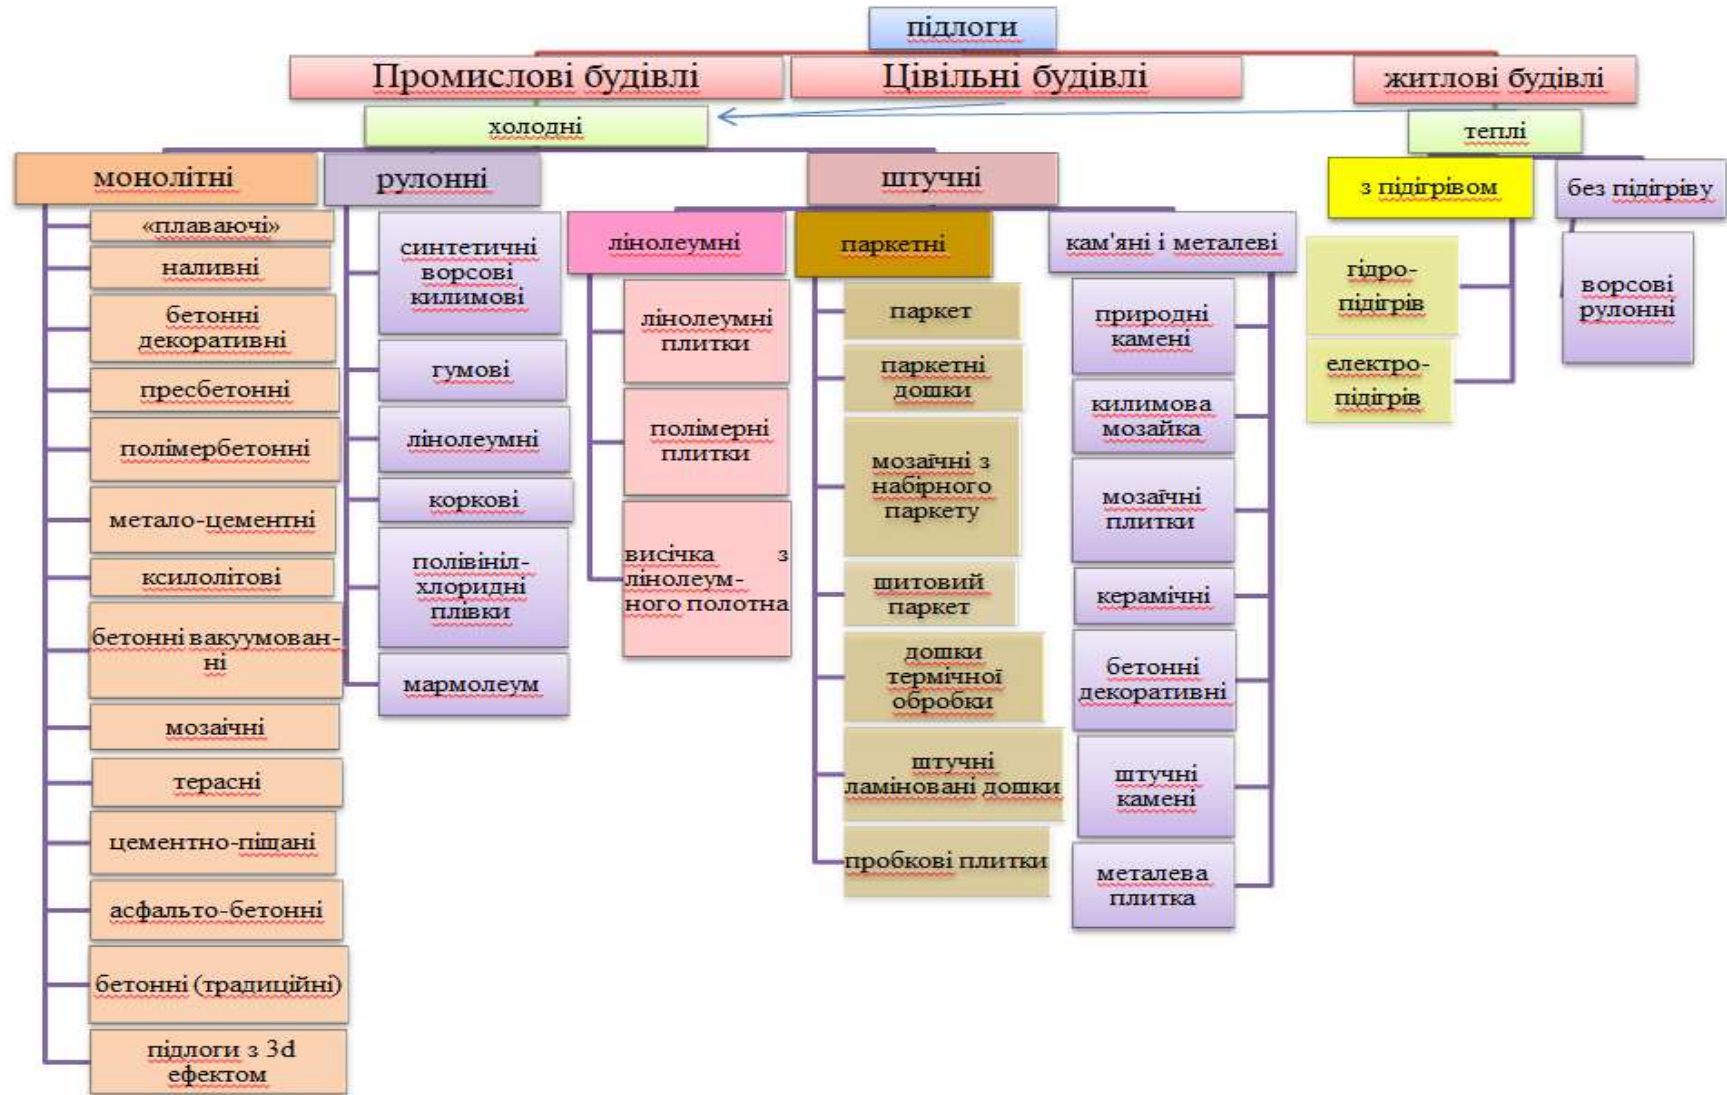 підлоги
Промислові будівлі
Цівільні будівлі
житлові будівлі
холодні
теплі
монолітні
рулонні
штучні
з підігрівом
без підігріву
«плаваючі»
наливні
бетонні
декоративні
пресбетонні
полімербетонні
метало-цементні
ксилолітові
бетонні вакуумован-
ні
мозаічні
терасні
цементно-піщані
асфальто-бетонні
бетонні (традиційні)
підлоги з 3d
ефектом
синтетичні
ворсові
килимові
гумові
лінолеумні
коркові
полівініл-
хлоридні
плівки
мармолеум
лінолеумні
лінолеумні
плитки
полімерні
плитки
висічка з
лінолеум-
ного полотна
паркетні
паркет
паркетні
дошки
мозаїчні з
набірного
паркету
щитовий
паркет
дошки
термічної
обробки
штучні
ламіновані дошки
пробкові плитки
кам'яні і металеві
природні
камені
килимова
мозайка
мозаїчні
плитки
керамічні
бетонні
декоративні
штучні
камені
металева
плитка
гідро-
підігрів
електро-
підігрів
ворсові
рулонні